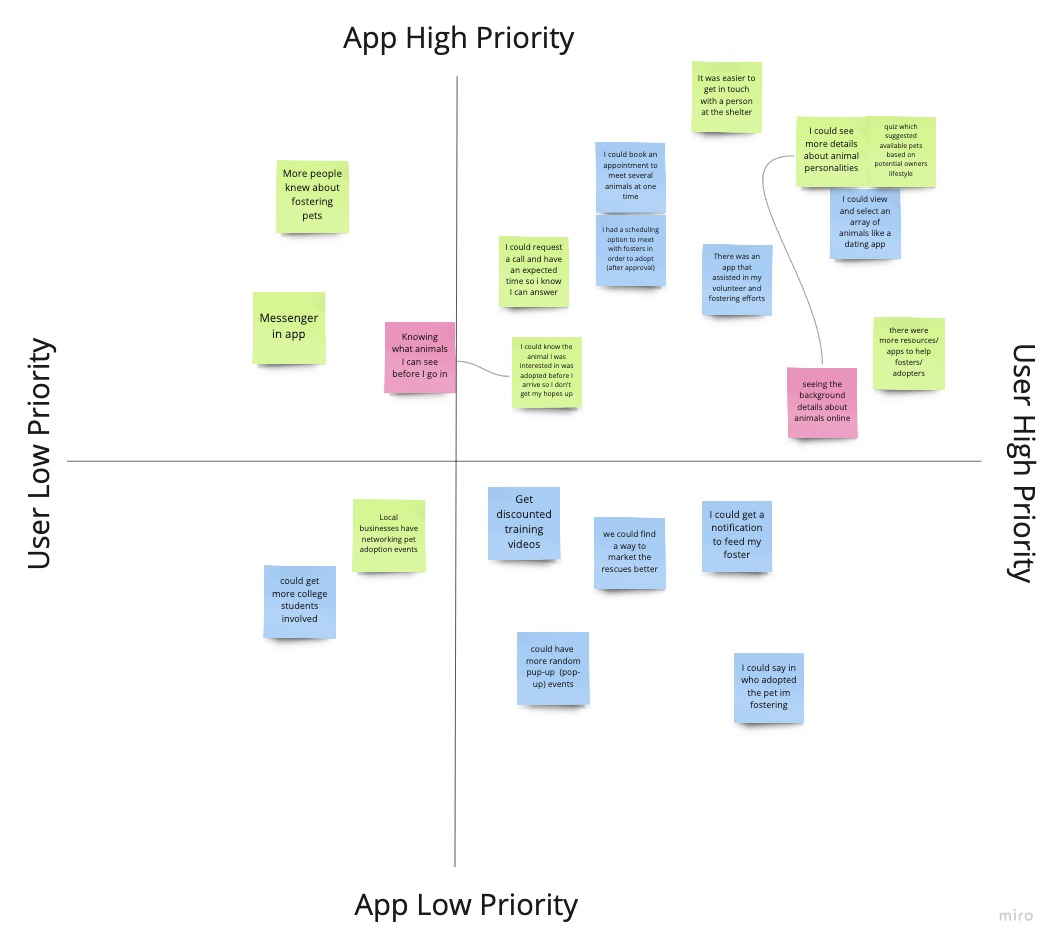 App High Priority
It was easier to
get in touch
with a person
at the shelter
I could see
more details
about animal
personalities
quiz which
suggested
available pets
based on
potential owners
lifestyle
I could book an
appointment to
meet several
animals at one
time
More people
knew about
fostering
pets
I could view
and select an
array of
animals like a
dating app
I had a scheduling
option to meet
with fosters in
order to adopt
(after approval)
I could request
a call and have
an expected
time so i know
I can answer
There was an
app that
assisted in my
volunteer and
fostering efforts
Messenger
in app
Knowing
what animals
I can see
before I go in
I could know the
animal I was
interested in was
adopted before I
arrive so I don't
get my hopes up
there were
more resources/
apps to help
fosters/
adopters
seeing the
background
details about
animals online
User Low Priority
User High Priority
Get
discounted
training
videos
Local
businesses have
networking pet
adoption events
we could find
a way to
market the
rescues better
I could get a
notification
to feed my
foster
could get
more college
students
involved
could have
more random
pup-up (pop-
up) events
I could say in
who adopted
the pet im
fostering
App Low Priority
miro